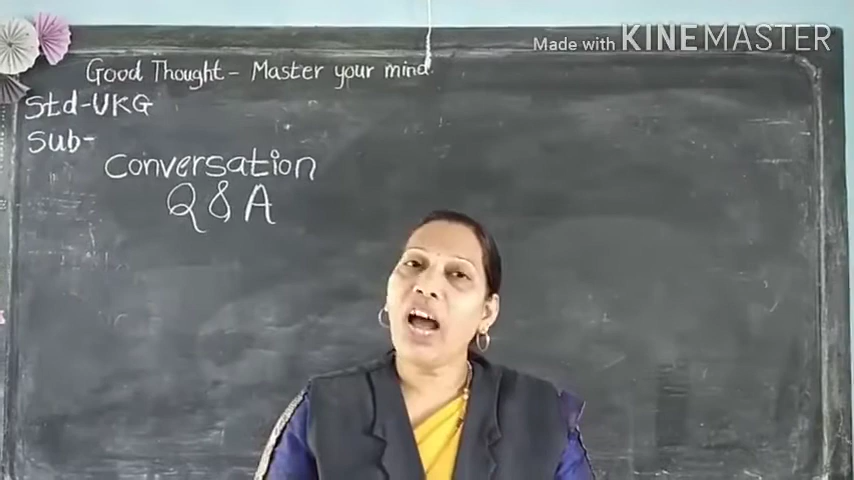 Made with KINEMASTER
Good Thought - Master your mind.
Std-UKG
Sub-
Conversation
Q & A